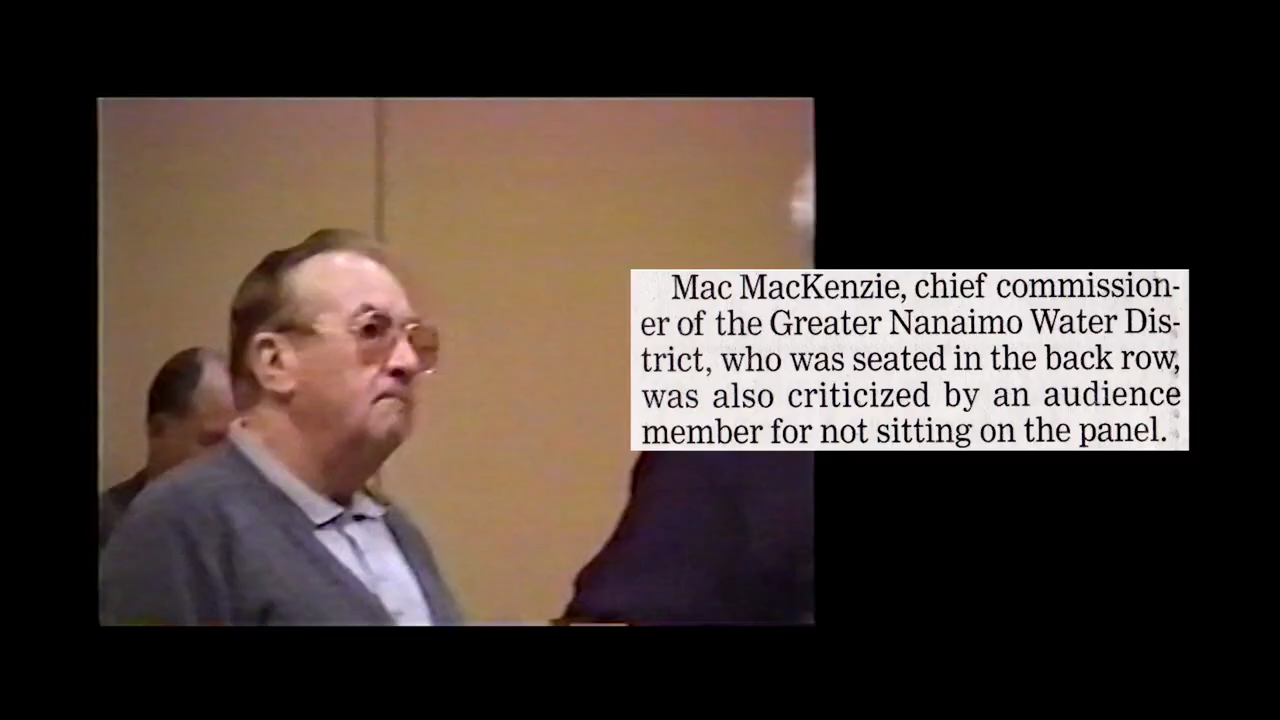 Mac MacKenzie, chief commission-
er of the Greater Nanaimo Water Dis-
trict, who was seated in the back row,
was also criticized by an audience
member for not sitting on the panel.